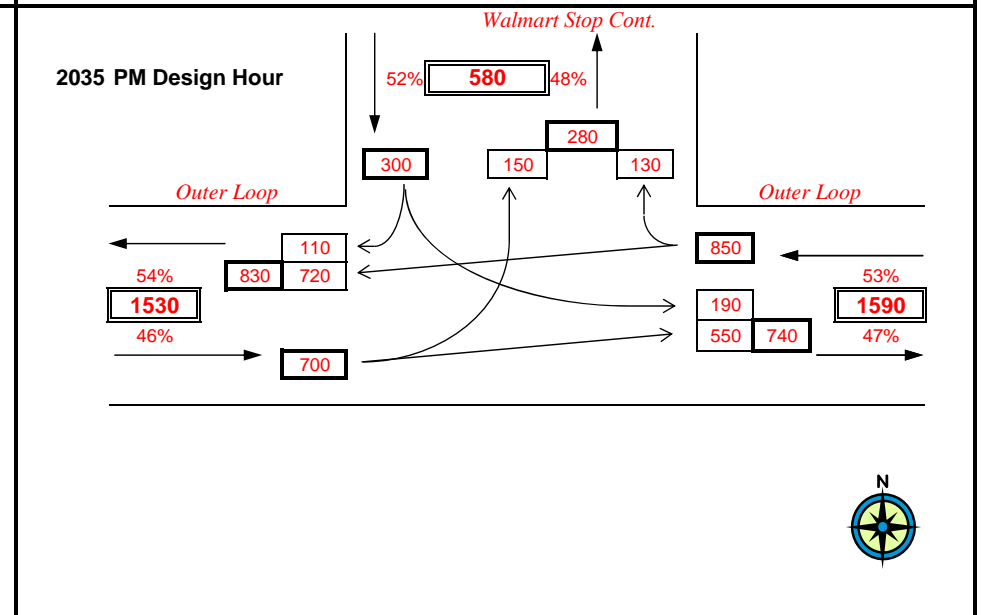 Walmart Stop Cont.
2035 PM Design Hour
52% 580 48%
280
300 150 130
Outer Loop Outer Loop
110 850
54% 830 720 53%
1530 190 1590
46% 550 740 47%
700
N